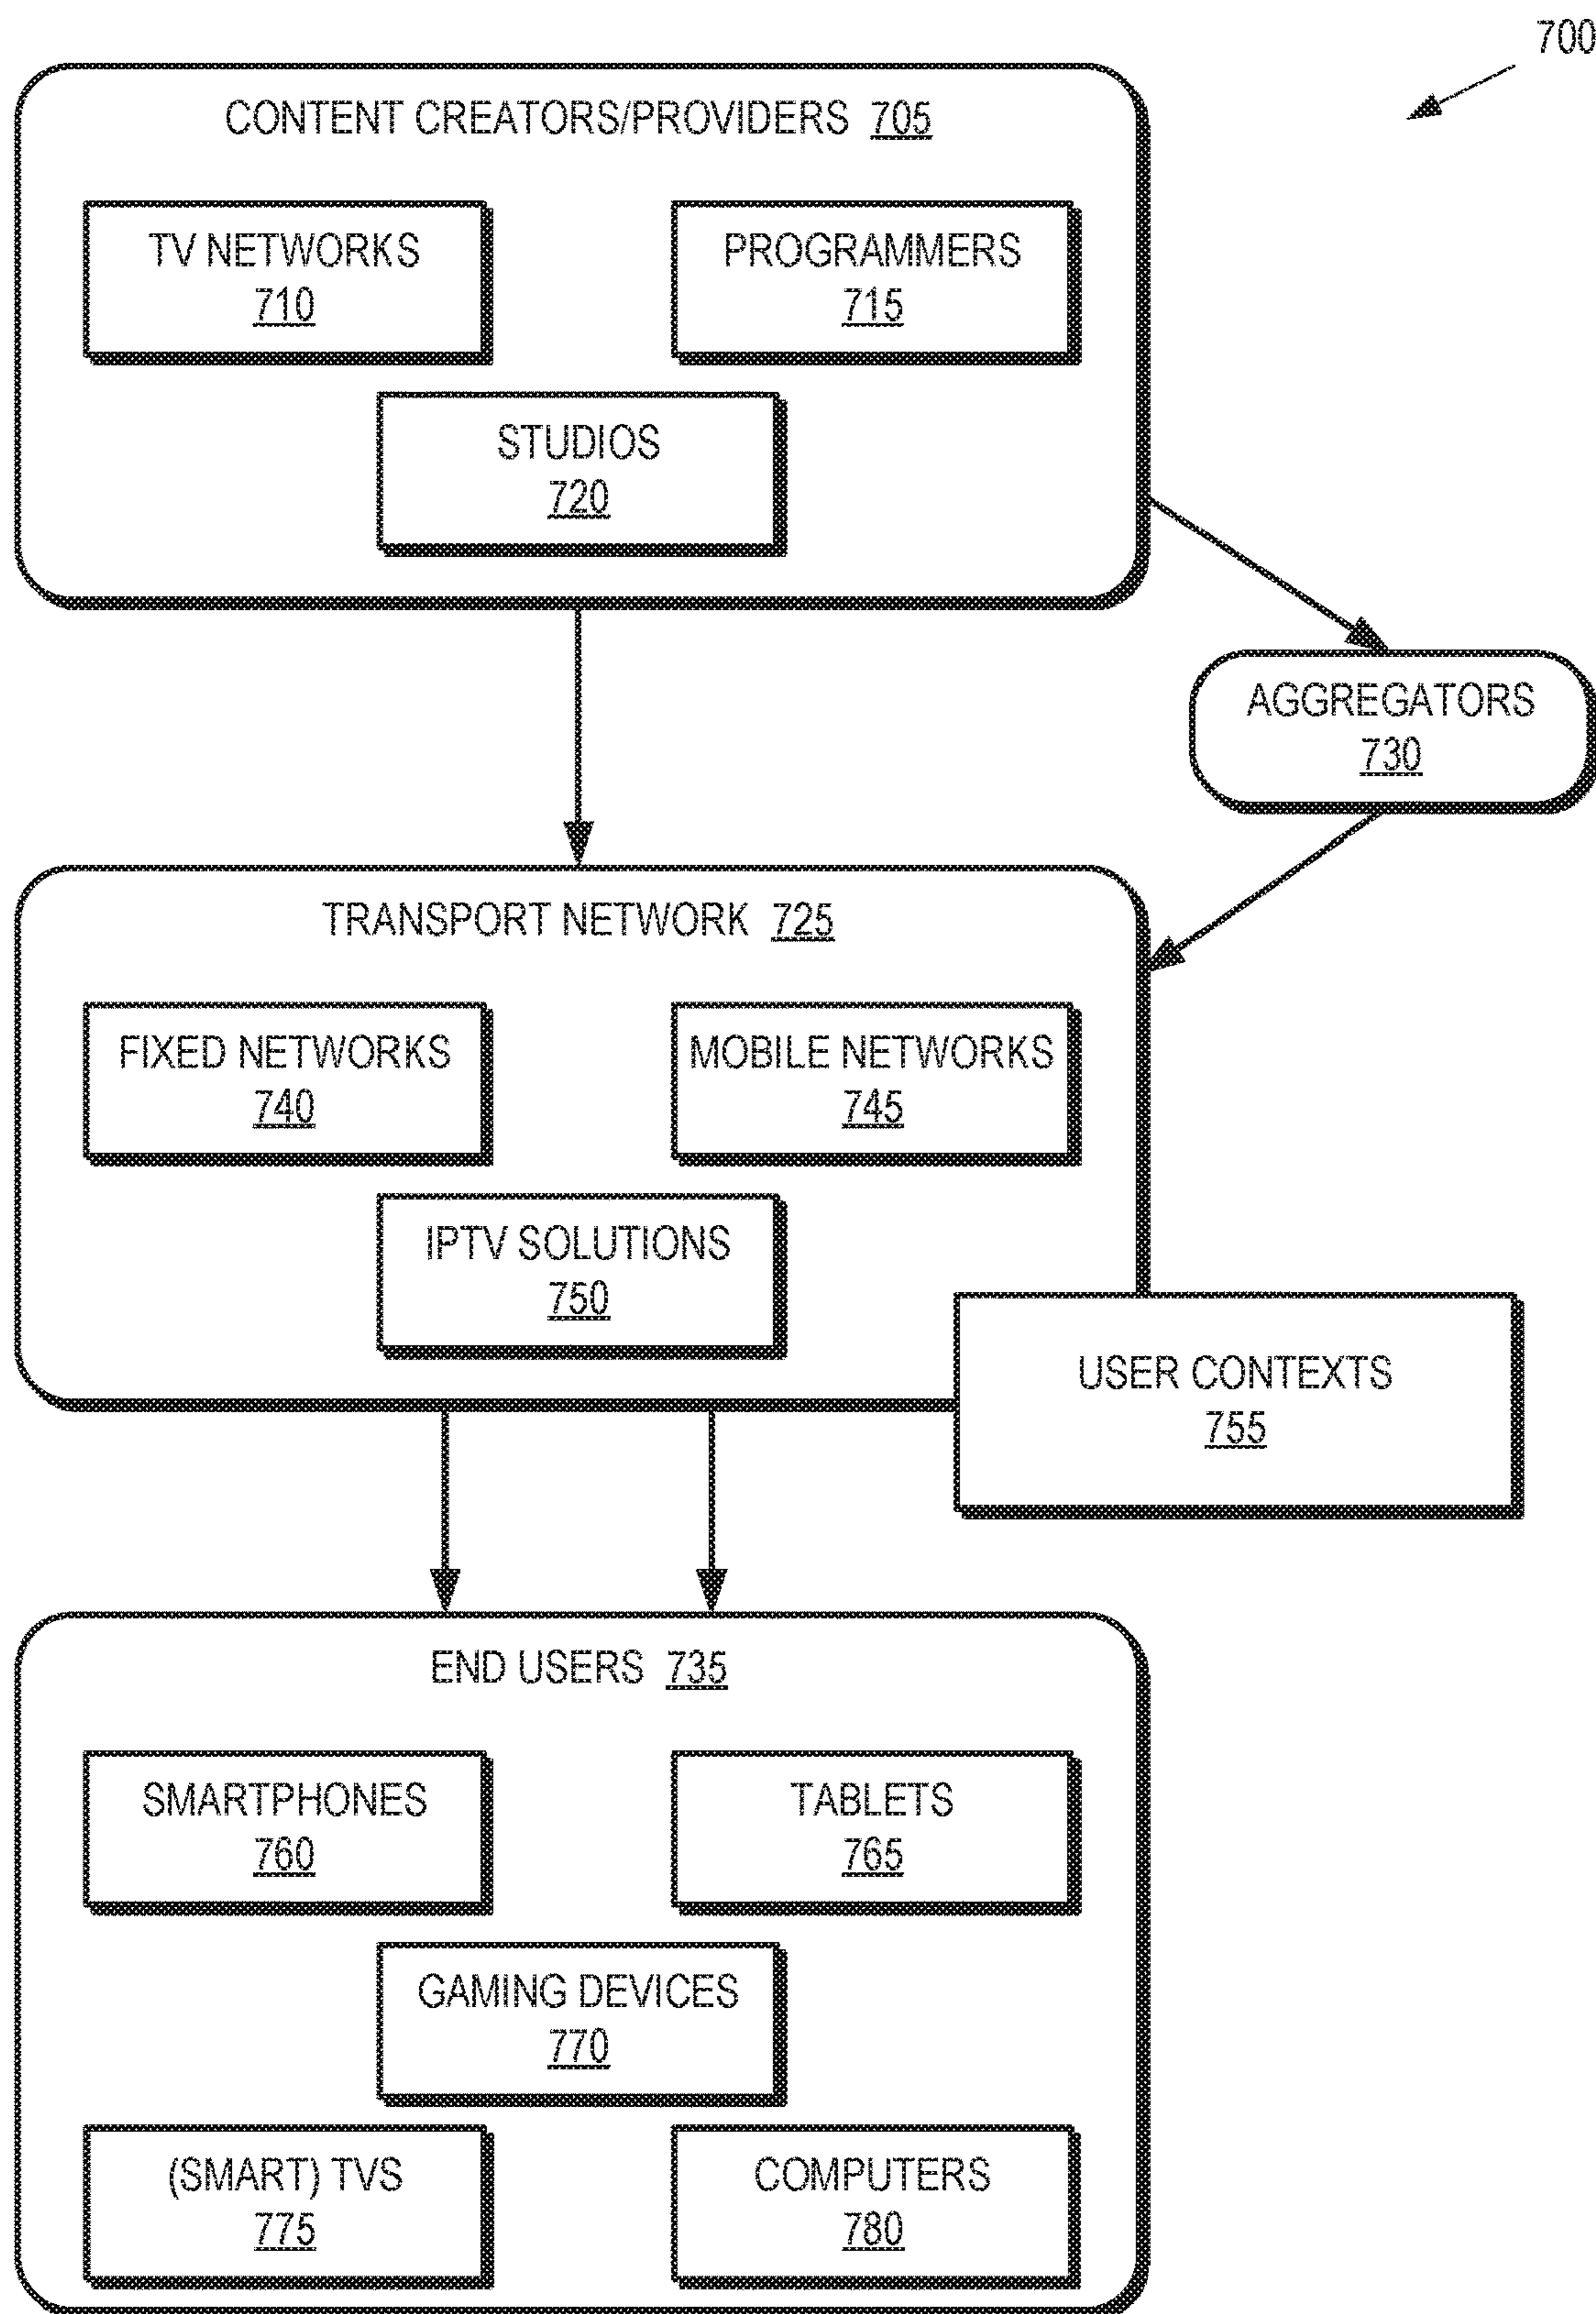 700
CONTENT CREATORS/PROVIDERS 705
TV NETWORKS
710
PROGRAMMERS
715
STUDIOS
720
AGGREGATORS
730
TRANSPORT NETWORK 725
FIXED NETWORKS
740
MOBILE NETWORKS
745
IPTV SOLUTIONS
750
USER CONTEXTS
755
END USERS 735
SMARTPHONES
760
TABLETS
765
GAMING DEVICES
770
(SMART) TVS
775
COMPUTERS
780